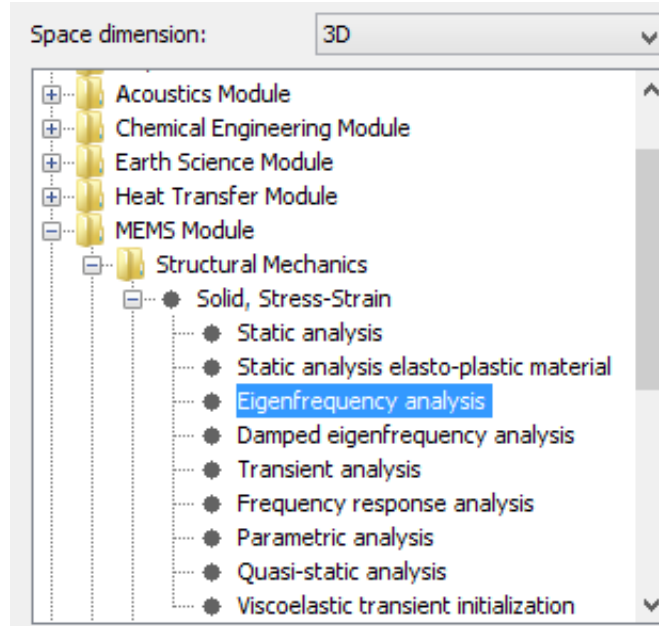 Space dimension: 3D
Acoustics Module
Chemical Engineering Module
Earth Science Module
Heat Transfer Module
MEMS Module
Structural Mechanics
Solid, Stress-Strain
Static analysis
Static analysis elasto-plastic material
Eigenfrequency analysis
Damped eigenfrequency analysis
Transient analysis
Frequency response analysis
Parametric analysis
Quasi-static analysis
Viscoelastic transient initialization